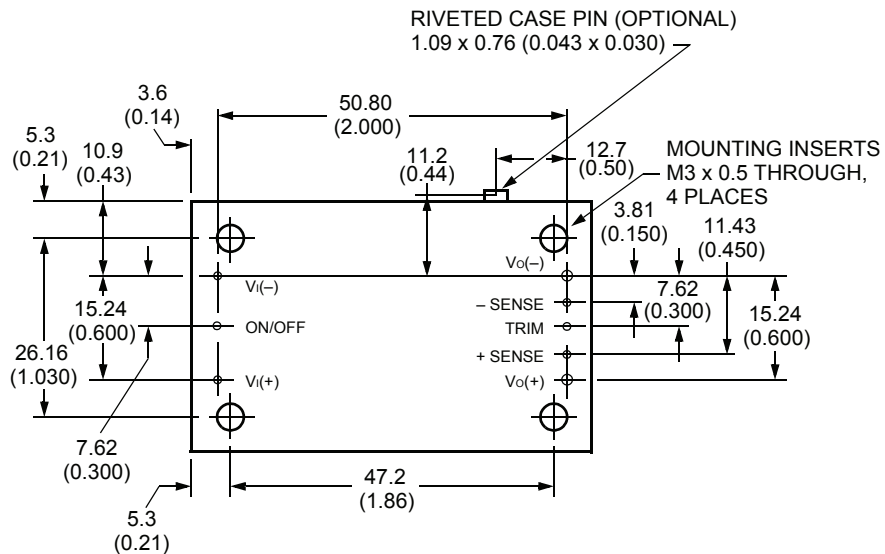 RIVETED CASE PIN (OPTIONAL)
1.09 x 0.76 (0.043 x 0.030)
3.6
(0.14)
50.80
(2.000)
5.3
(0.21)
10.9
(0.43)
11.2
(0.44)
12.7
(0.50)
MOUNTING INSERTS
M3 x 0.5 THROUGH,
4 PLACES
3.81
(0.150)
11.43
(0.450)
VO(–)
VI(–)
15.24
(0.600)
– SENSE
7.62
(0.300)
ON/OFF
TRIM
15.24
(0.600)
26.16
(1.030)
+ SENSE
VI(+)
VO(+)
7.62
(0.300)
47.2
(1.86)
5.3
(0.21)